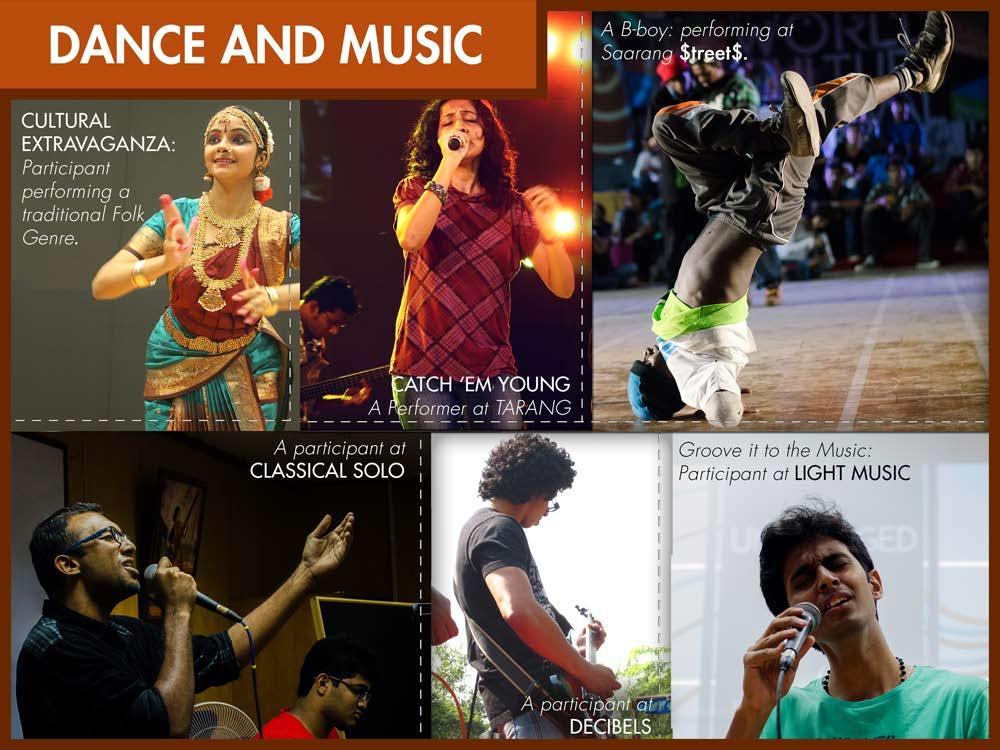 DANCE AND MUSIC
CULTURAL
EXTRAVAGANZA:
Participant
performing a
traditional Folk
Genre.
CATCH 'EM YOUNG
A Performer at TARANG
A B-boy: performing at
Saarang $treet$.
A participant at
CLASSICAL SOLO
A participant at
DECIBELS
Groove it to the Music:
Participant at LIGHT MUSIC